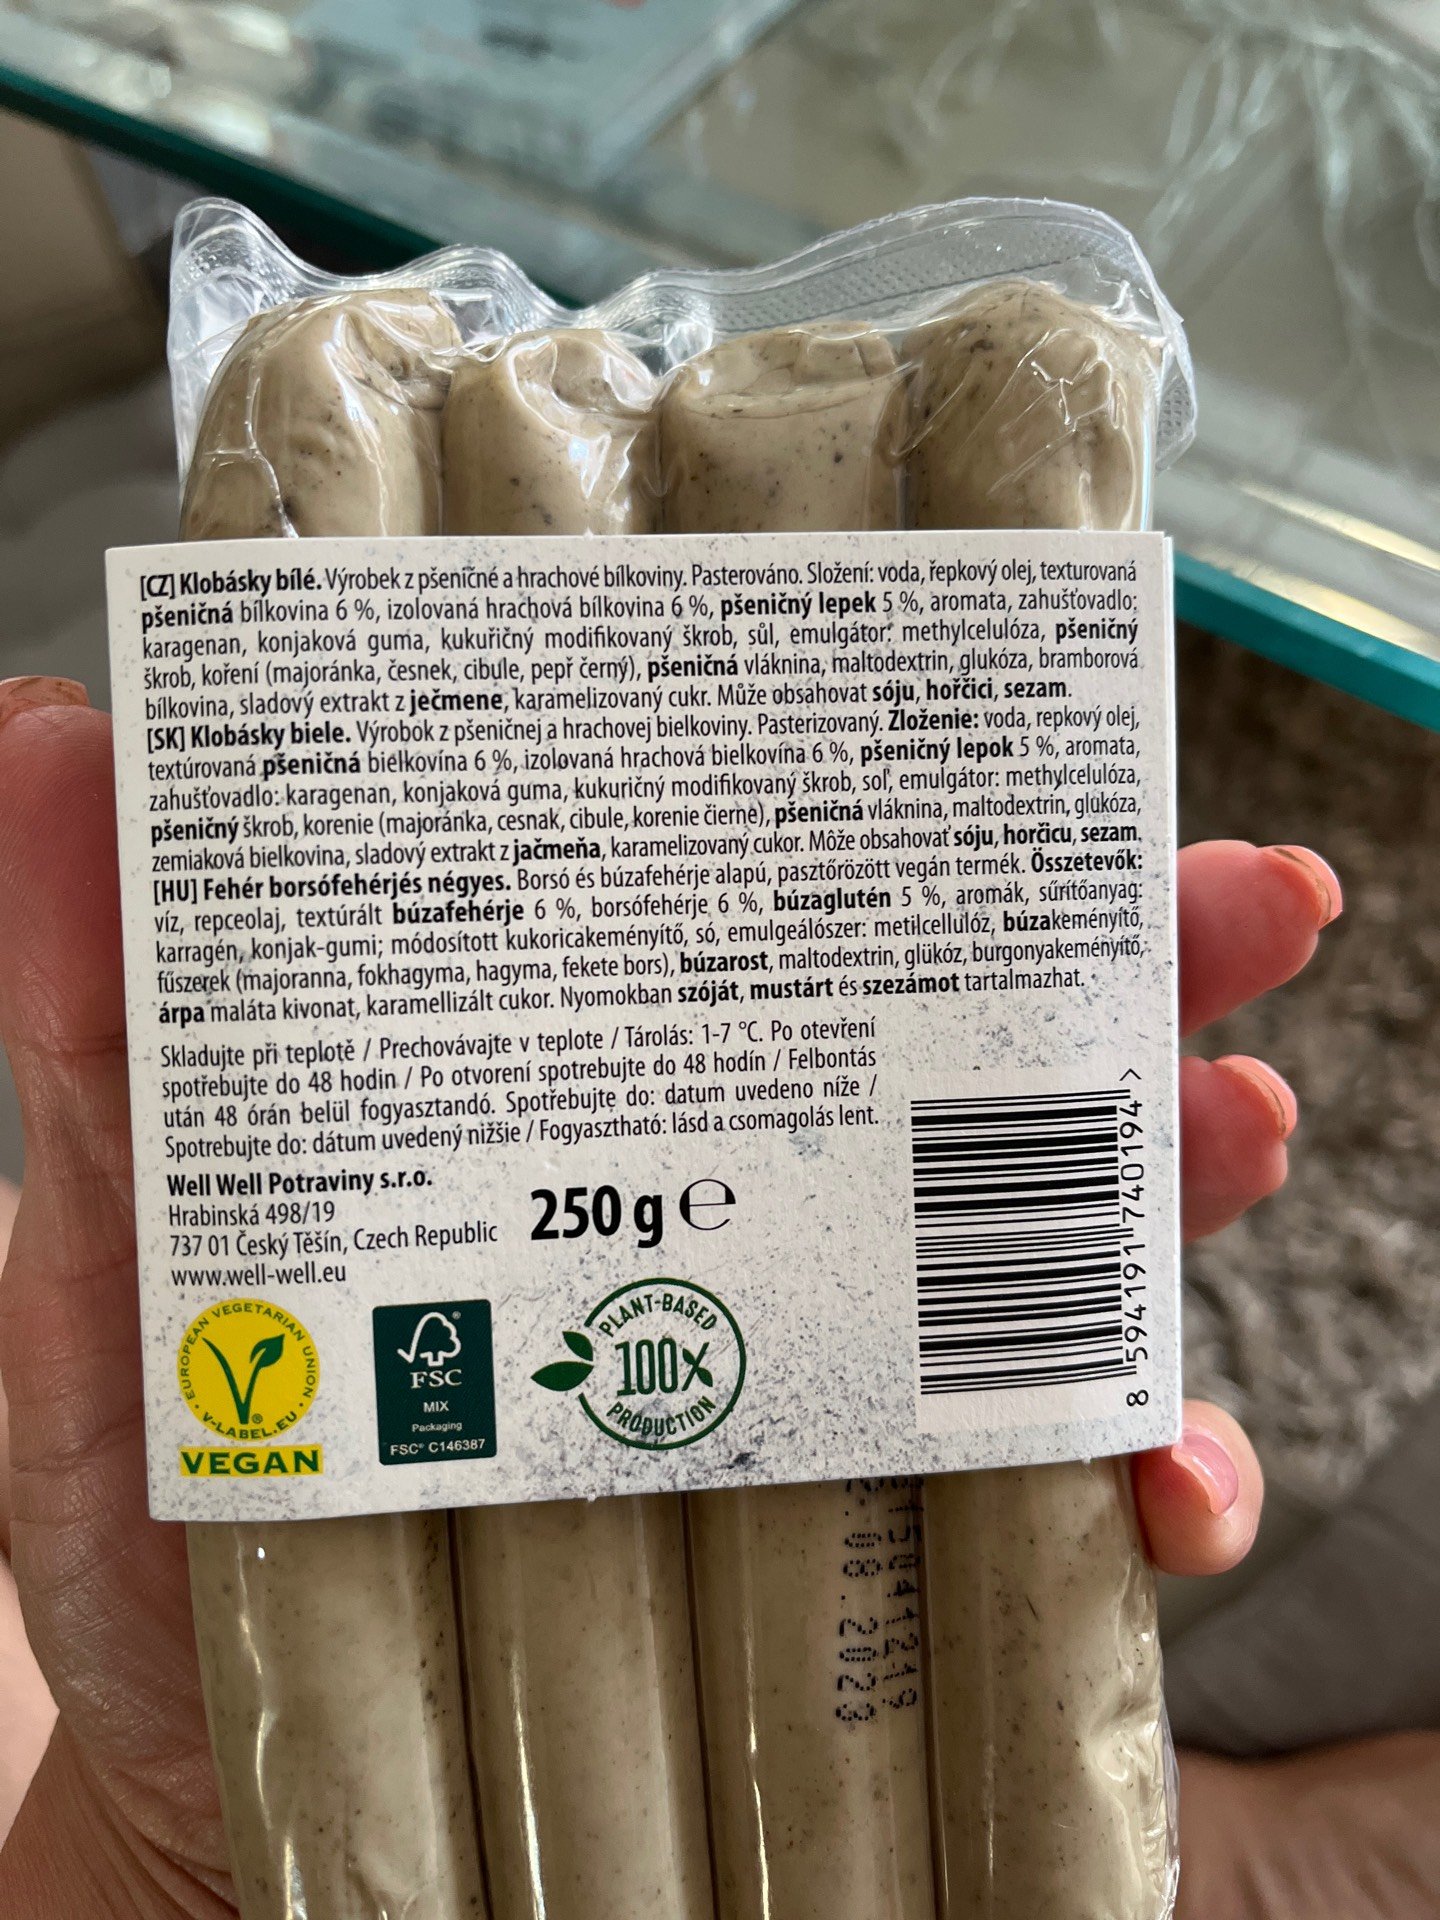 [CZ] Klobásky bílé. Výrobek z pšeničné a hrachové bílkoviny. Pasterováno. Složení: voda, řepkový olej, texturovaná
pšeničná bílkovina 6 %, izolovaná hrachová bílkovina 6 %, pšeničný lepek 5 %, aromata, zahušťovadlo:
karagenan, konjaková guma, kukuřičný modifikovaný škrob, sůl, emulgátor: methylcelulóza, pšeničný
škrob, koření (majoránka, česnek, cibule, pepř černý), pšeničná vláknina, maltodextrin, glukóza, bramborová
bílkovina, sladový extrakt z ječmene, karamelizovaný cukr. Může obsahovat sóju, hořčici, sezam.
[SK] Klobásky biele. Výrobok z pšeničnej a hrachovej bielkoviny. Pasterizovaný. Zloženie: voda, repkový olej,
textúrovaná pšeničná bielkovína 6 %, izolovaná hrachová bielkovína 6 %, pšeničný lepok 5 %, aromata,
zahušťovadlo: karagenan, konjaková guma, kukuričný modifikovaný škrob, soľ, emulgátor: methylcelulóza,
pšeničný škrob, korenie (majoránka, cesnak, cibule, korenie čierne), pšeničná vláknina, maltodextrin, glukóza,
zemiaková bielkovina, sladový extrakt z jačmeňa, karamelizovaný cukor. Môže obsahovať sóju, horčicu, sezam.
[HU] Fehér borsófehérjés négyes. Borsó és búzafehérje alapú, pasztőrözött vegán termék. Összetevők:
víz, repceolaj, textúrált búzafehérje 6 %, borsófehérje 6 %, búzaglutén 5 %, aromák, sűrítőanyag:
karragén, konjak-gumi; módosított kukoricakeményítő, só, emulgeálószer: metilcellulóz, búzakeményítő,
fűszerek (majoranna, fokhagyma, hagyma, fekete bors), búzarost, maltodextrin, glükóz, burgonyakeményítő,
árpa maláta kivonat, karamellizált cukor. Nyomokban szóját, mustárt és szezámot tartalmazhat.
Skladujte při teplotě / Prechovávajte v teplote / Tárolás: 1-7 °C. Po otevření
spotřebujte do 48 hodin / Po otvorení spotrebujte do 48 hodín / Felbontás
után 48 órán belül fogyasztandó. Spotřebujte do: datum uvedeno níže /
Spotrebujte do: dátum uvedený nižšie / Fogyasztható: lásd a csomagolás lent.
Well Well Potraviny s.r.o.
Hrabinská 498/19
737 01 Český Těšín, Czech Republic
www.well-well.eu
250 g e
8 594191 740194 >
EUROPEAN VEGETARIAN UNION
V-LABEL.EU
VEGAN
FSC
MIX
Packaging
FSC® C146387
PLANT-BASED
100%
PRODUCTION
08.2023